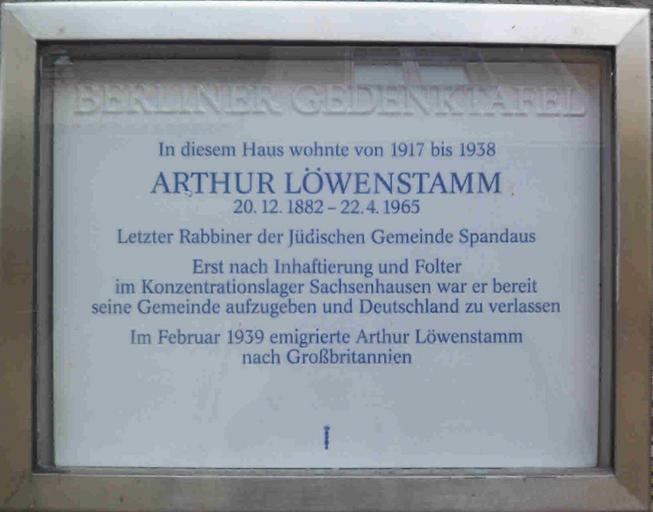 BERLINER GEDENKTAFEL
In diesem Haus wohnte von 1917 bis 1938
ARTHUR LÖWENSTAMM
20. 12. 1882 – 22. 4. 1965
Letzter Rabbiner der Jüdischen Gemeinde Spandaus
Erst nach Inhaftierung und Folter
im Konzentrationslager Sachsenhausen war er bereit
seine Gemeinde aufzugeben und Deutschland zu verlassen
Im Februar 1939 emigrierte Arthur Löwenstamm
nach Großbritannien